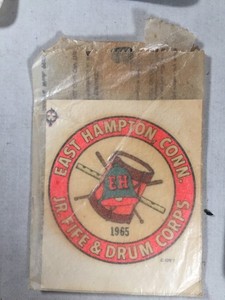 EAST HAMPTON CONN
EH
1965
JR FIFE & DRUM CORPS